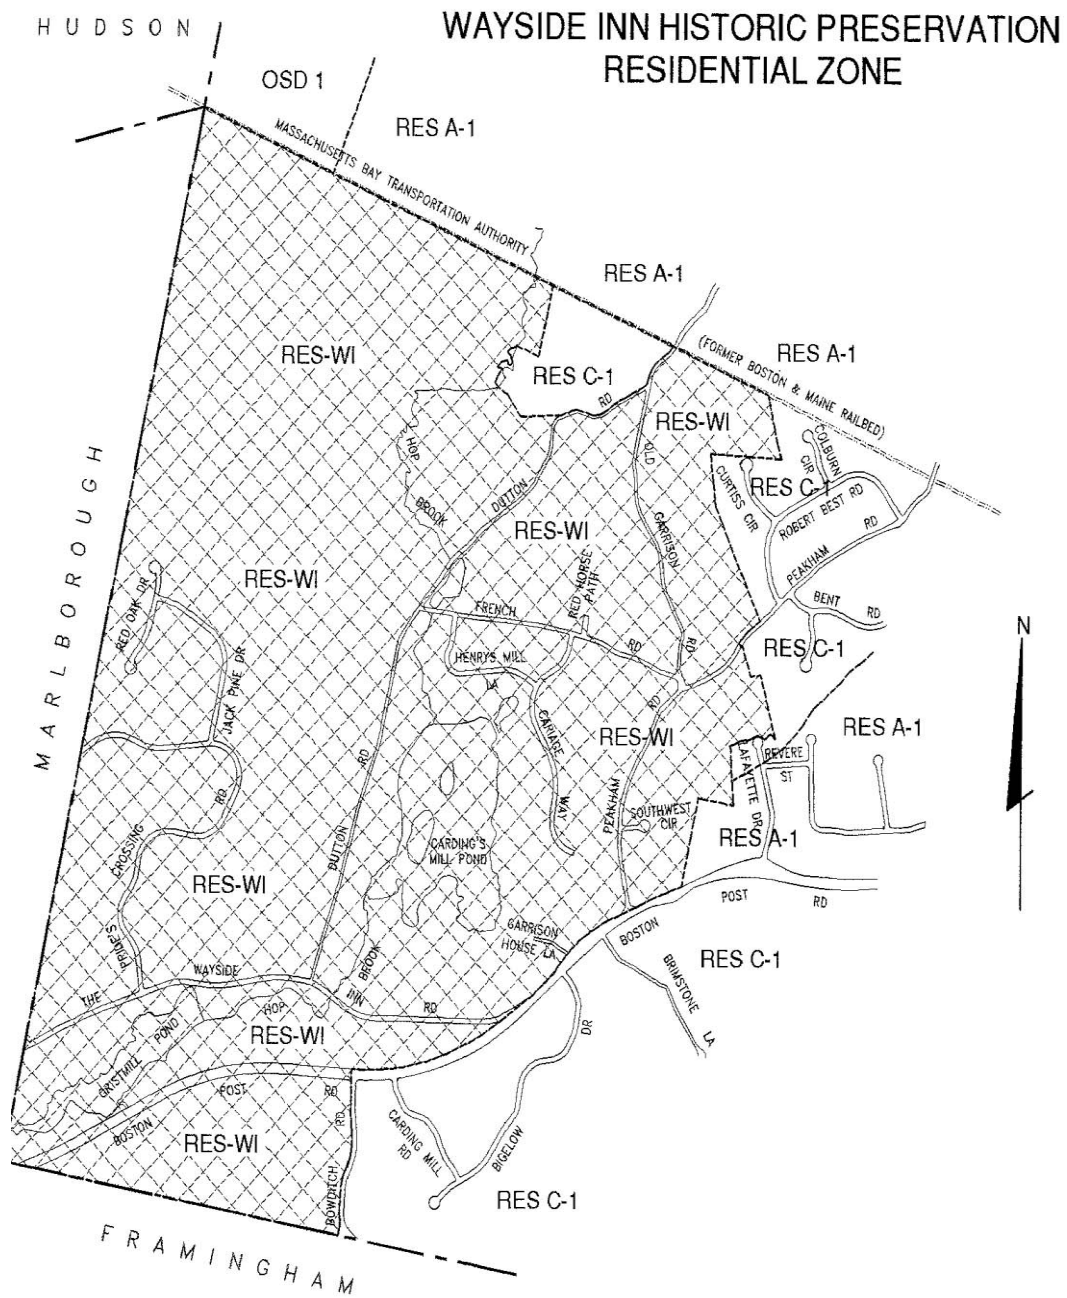 HUDSON
WAYSIDE INN HISTORIC PRESERVATION
RESIDENTIAL ZONE
OSD 1
RES A-1
MASSACHUSETTS BAY TRANSPORTATION AUTHORITY
RES A-1
(FORMER BOSTON & MAINE RAILBED)
RES A-1
RES-WI
RES C-1
RD
RES-WI
HOP
BROOK
OLD
GARRISON
RD
COLBURN
CIR
CURTISS CIR
RES C-1
ROBERT BEST RD
PEAKHAM
RD
DUTTON
RES-WI
MARLBOROUGH
RES-WI
RED OAK DR
JACK PINE DR
FRENCH
RD
RED HORSE
PATH
BENT
RD
RES C-1
HENRYS MILL
LA
CARIAGE
WAY
RES-WI
RD
PEAKHAM
N
RES A-1
LAFAYETTE DR
REVERE
ST
SOUTHWEST
CIR
RES A-1
RD
CROSSING
PRIDE'S
RD
DUTTON
CARDING'S
MILL POND
RES-WI
POST
RD
BOSTON
GARRISON
HOUSE LA
RES C-1
BRIMSTONE
LA
THE
WAYSIDE
INN
RD
BROOK
HOP
RES-WI
GRISTMILL
POND
DR
BIGELOW
BOSTON
POST
RD
RES-WI
RD
BOWDITCH
CARDING MILL
RD
RES C-1
FRAMINGHAM